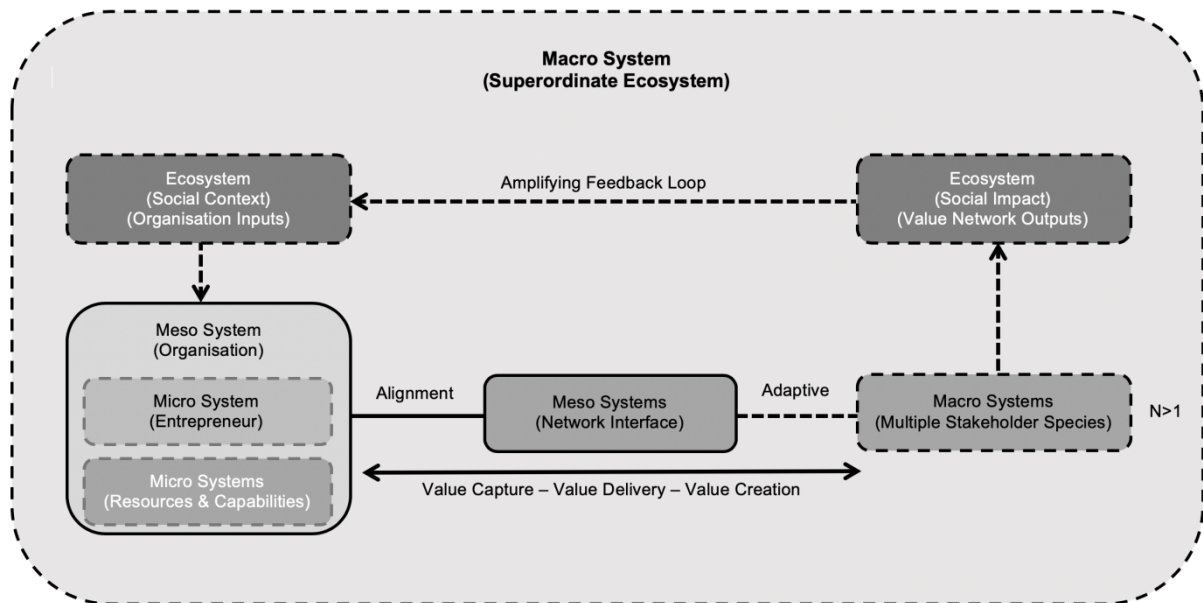 Macro System
(Superordinate Ecosystem)
Ecosystem
(Social Context)
(Organisation Inputs)
Amplifying Feedback Loop
Ecosystem
(Social Impact)
(Value Network Outputs)
Meso System
(Organisation)
Micro System
(Entrepreneur)
Micro Systems
(Resources & Capabilities)
Alignment
Meso Systems
(Network Interface)
Adaptive
Macro Systems
(Multiple Stakeholder Species)
N>1
Value Capture – Value Delivery – Value Creation